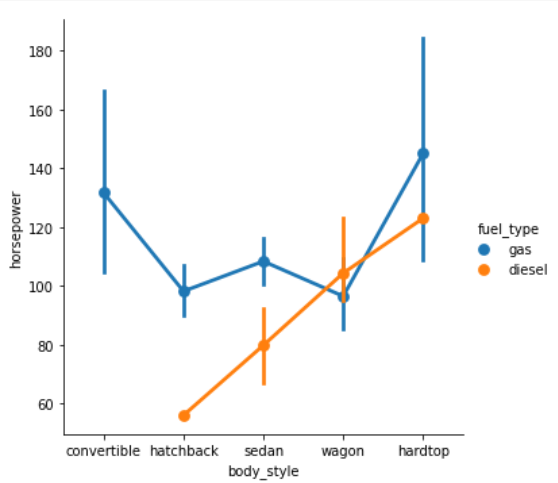 180
160
140
120
100
80
60
horsepower
convertible hatchback sedan wagon hardtop
body_style
fuel_type
gas
diesel